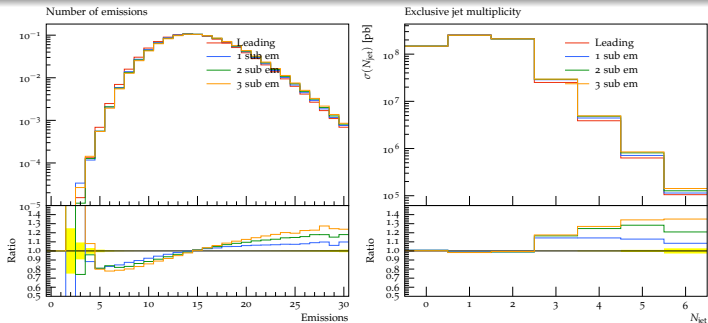 Number of emissions
10⁻¹
10⁻²
10⁻³
10⁻⁴
10⁻⁵
Leading
1 sub em
2 sub em
3 sub em
1.4
1.3
1.2
1.1
1.0
0.9
0.8
0.7
0.6
0.5
Ratio
0 5 10 15 20 25 30
Emissions
Exclusive jet multiplicity
σ(N_jet) [pb]
10⁸
10⁷
10⁶
10⁵
Leading
1 sub em
2 sub em
3 sub em
1.4
1.3
1.2
1.1
1.0
0.9
0.8
0.7
0.6
0.5
Ratio
0 1 2 3 4 5 6
N_jet